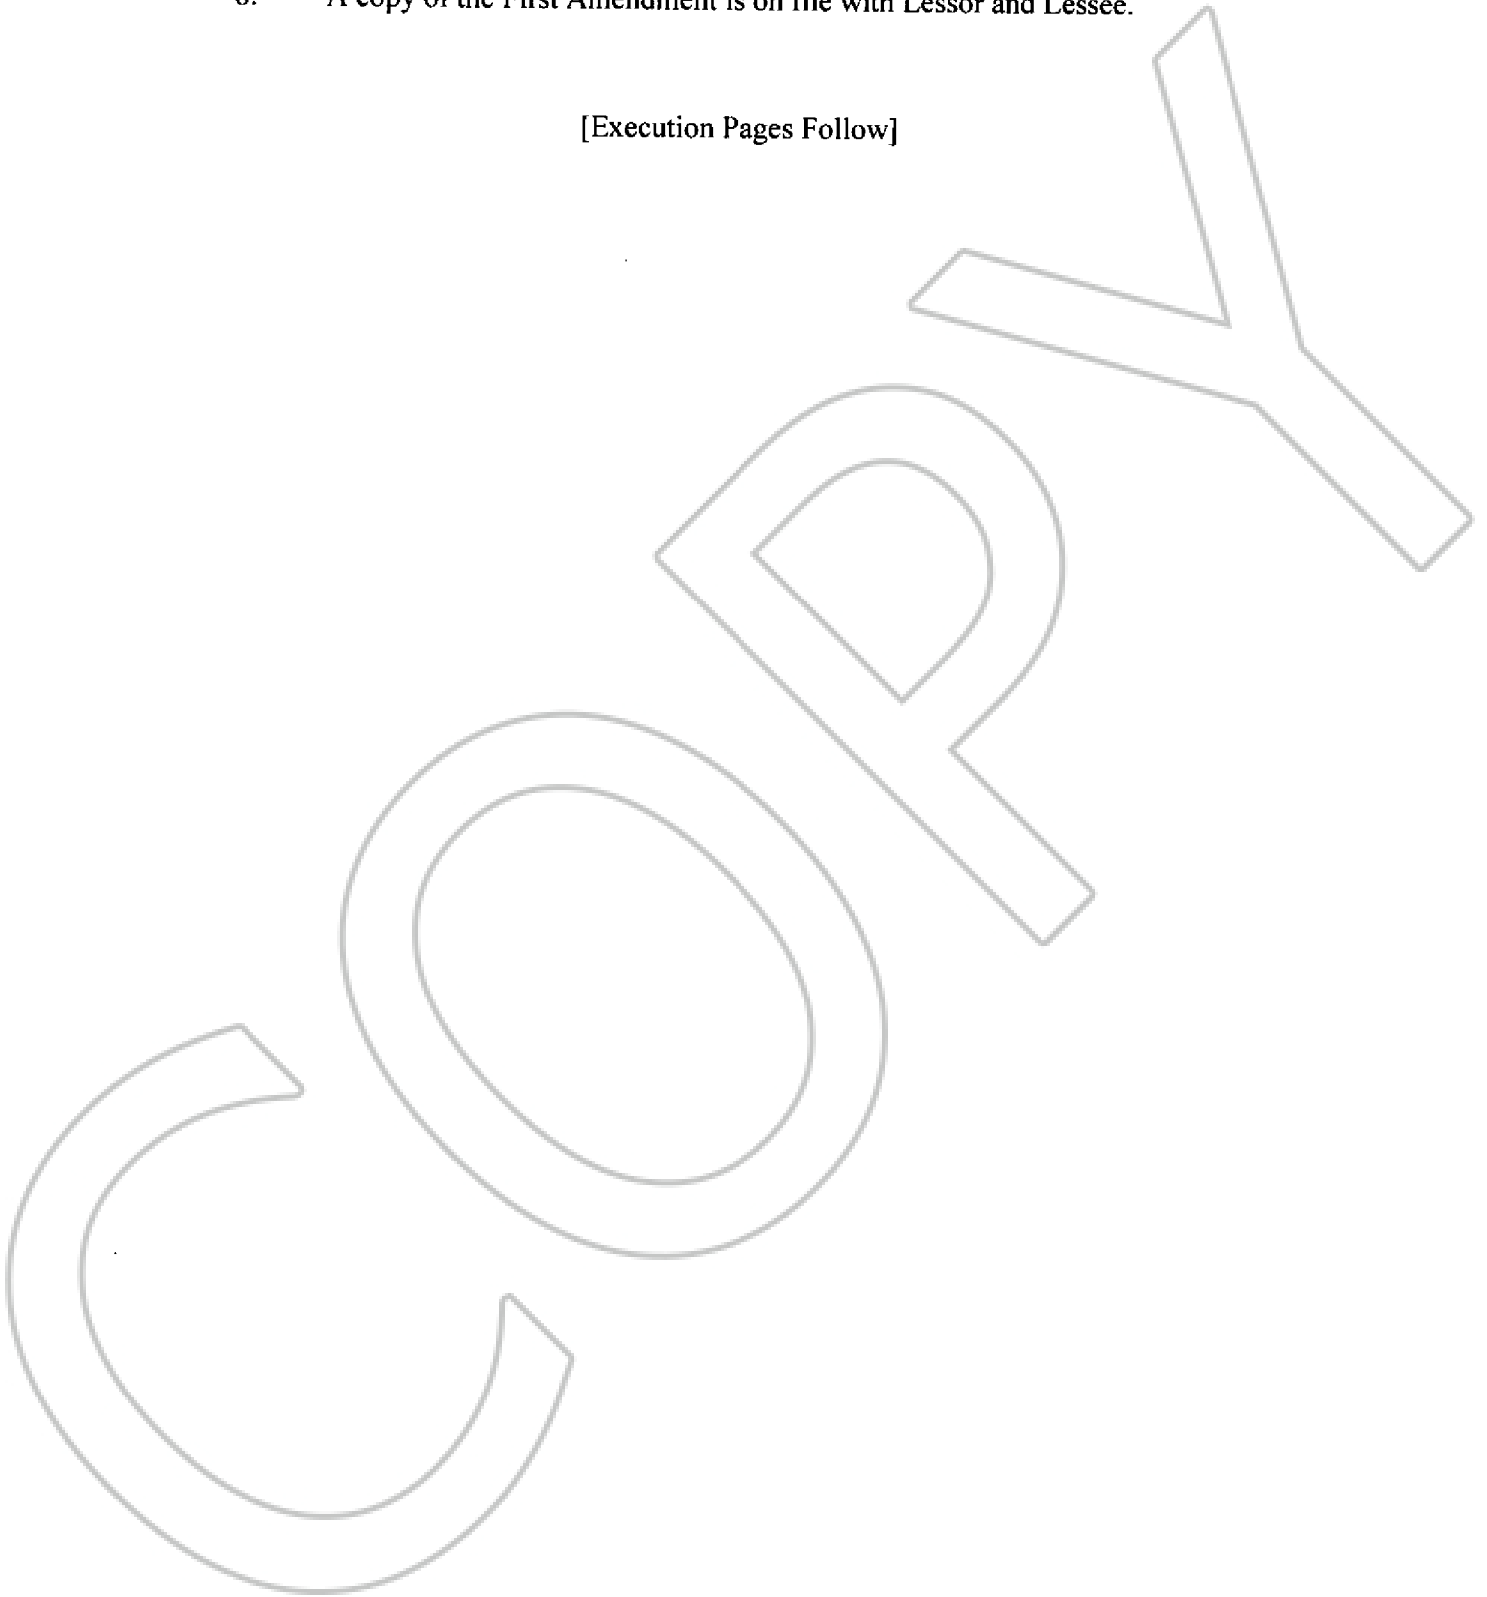 A copy of the First Amendment is on file with Lessor and Lessee.
[Execution Pages Follow]
COPY